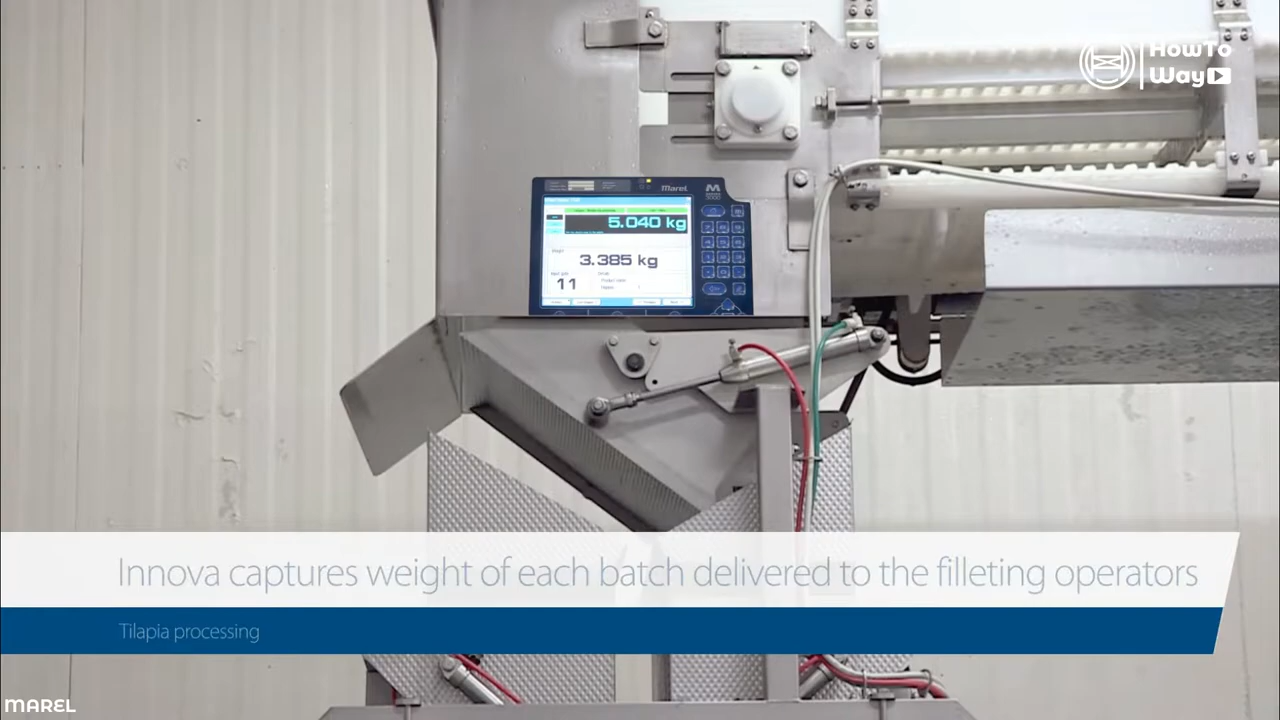 HowTo
Way
Marel
M
5.040 kg
3.385 kg
11
Innova captures weight of each batch delivered to the filleting operators
Tilapia processing
MAREL